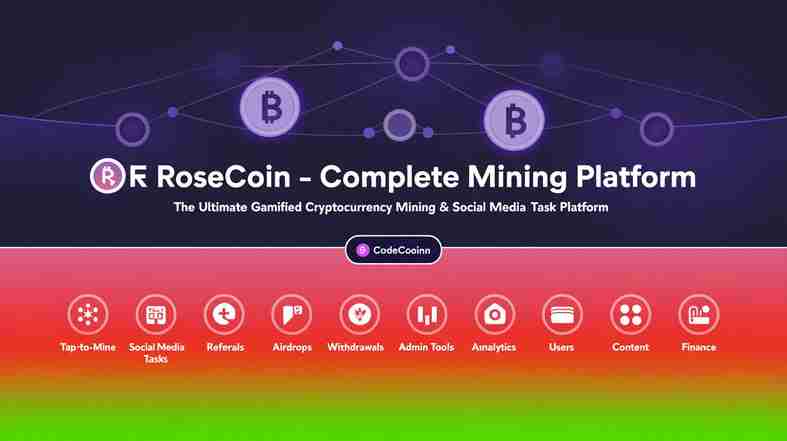 RoseCoin – Complete Mining Platform
The Ultimate Gamified Cryptocurrency Mining & Social Media Task Platform
CodeCooinn
Tap-to-Mine
Social Media
Tasks
Referals
Airdrops
Withdrawals
Admin Tools
Asnalytics
Users
Content
Finance